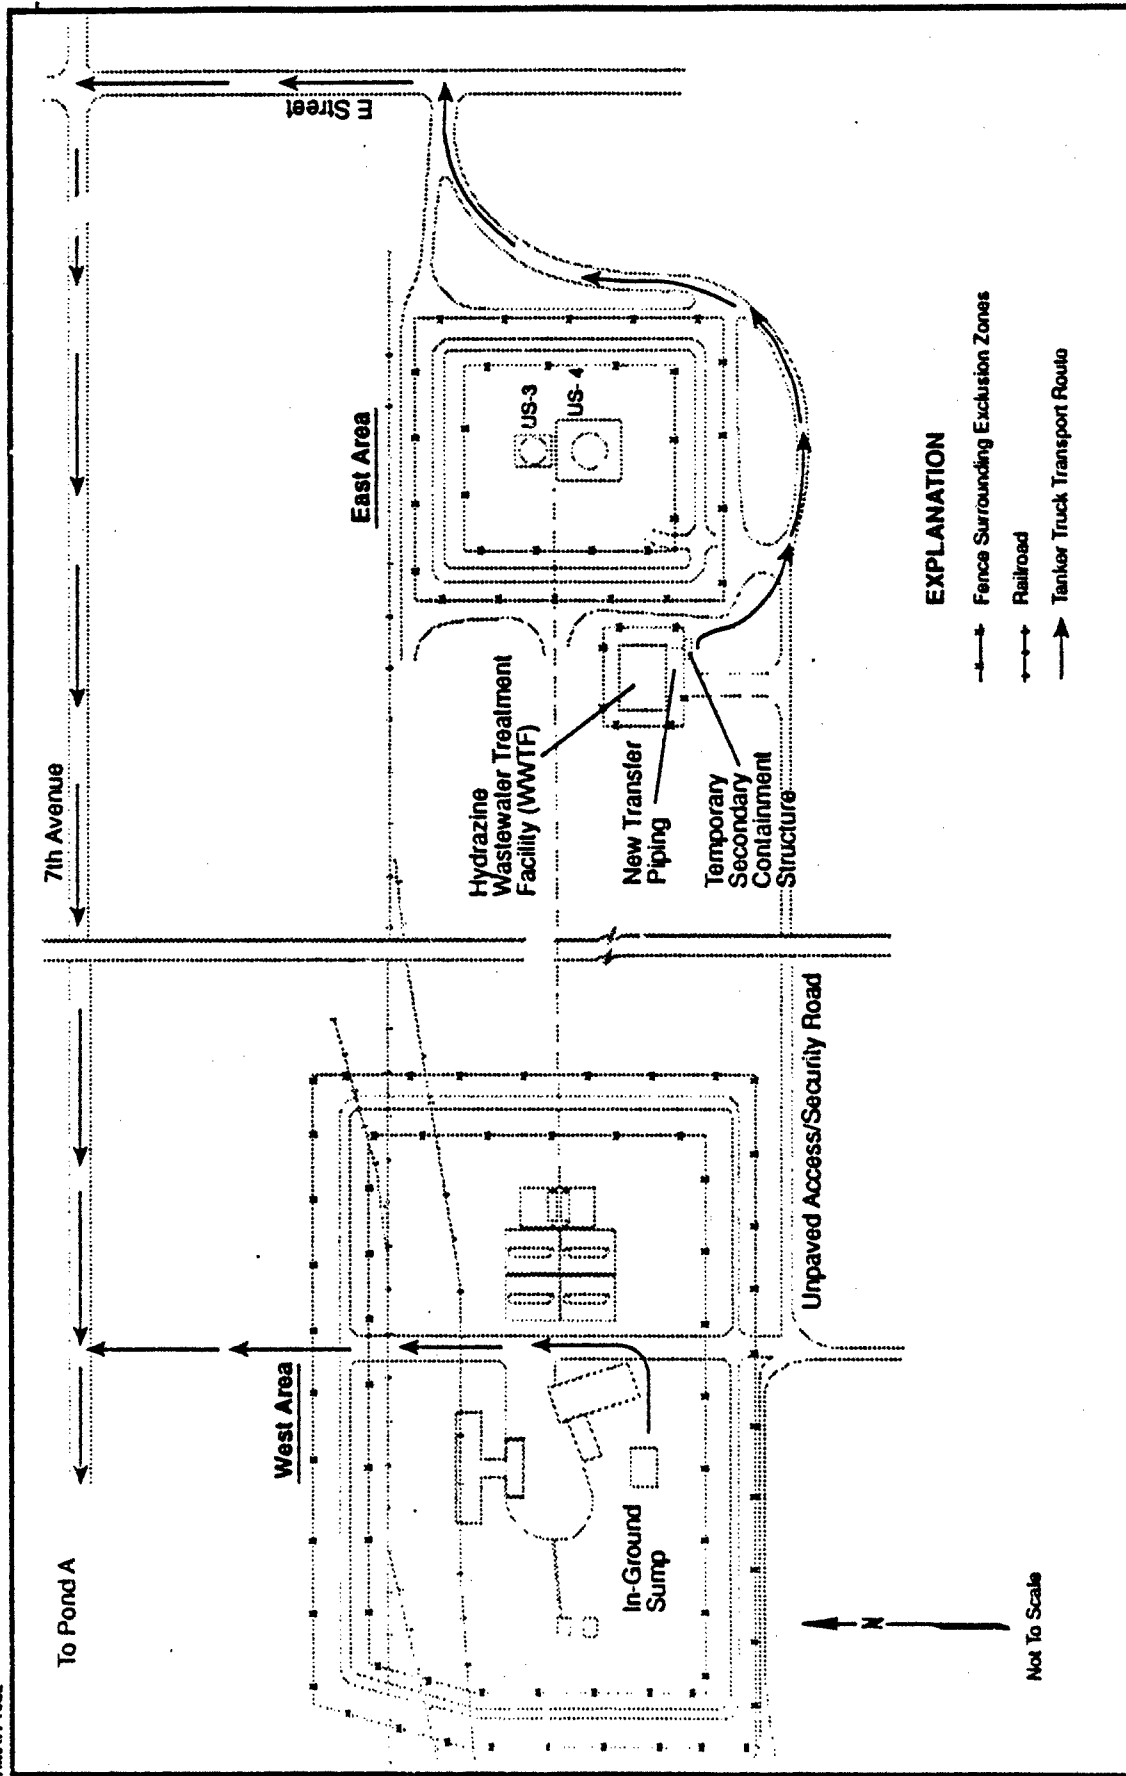 To Pond A
7th Avenue
E Street
West Area
East Area
US-3
US-4
Hydrazine
Wastewater Treatment
Facility (WWTF)
New Transfer
Piping
Temporary
Secondary
Containment
Structure
In-Ground
Sump
Unpaved Access/Security Road
N
Not To Scale
EXPLANATION
Fence Surrounding Exclusion Zones
Railroad
Tanker Truck Transport Route